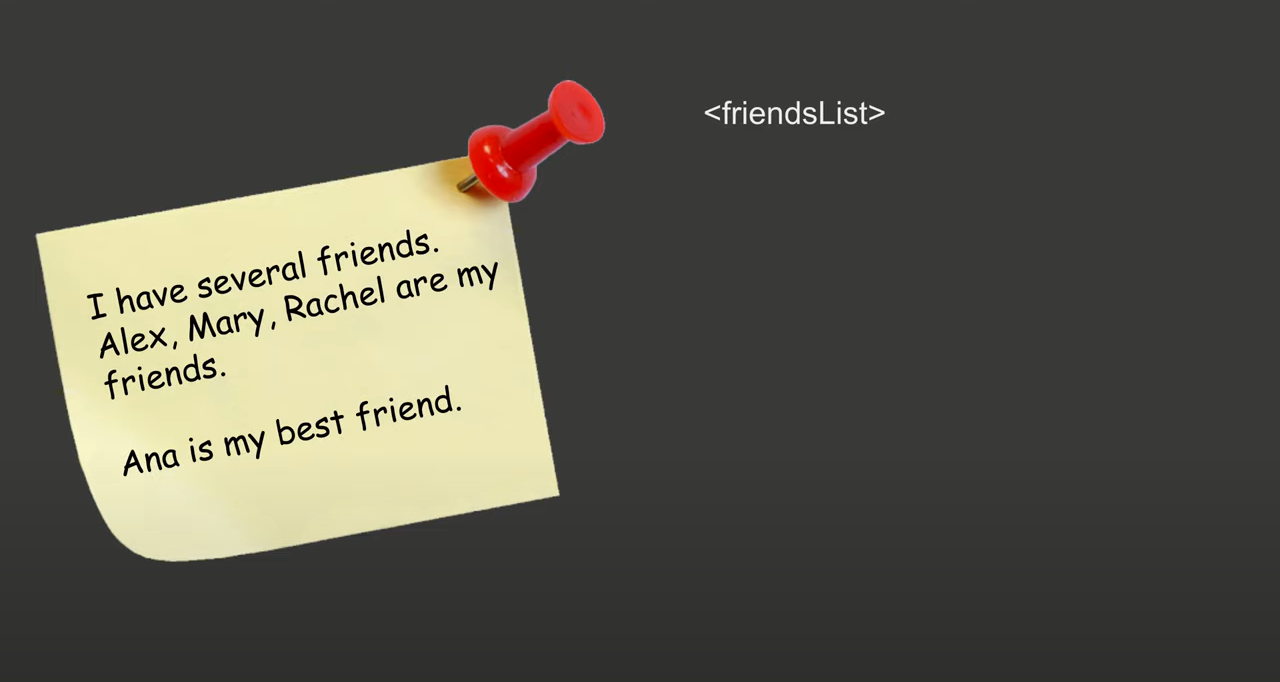 I have several friends.
Alex, Mary, Rachel are my
friends.
Ana is my best friend.
<friendsList>